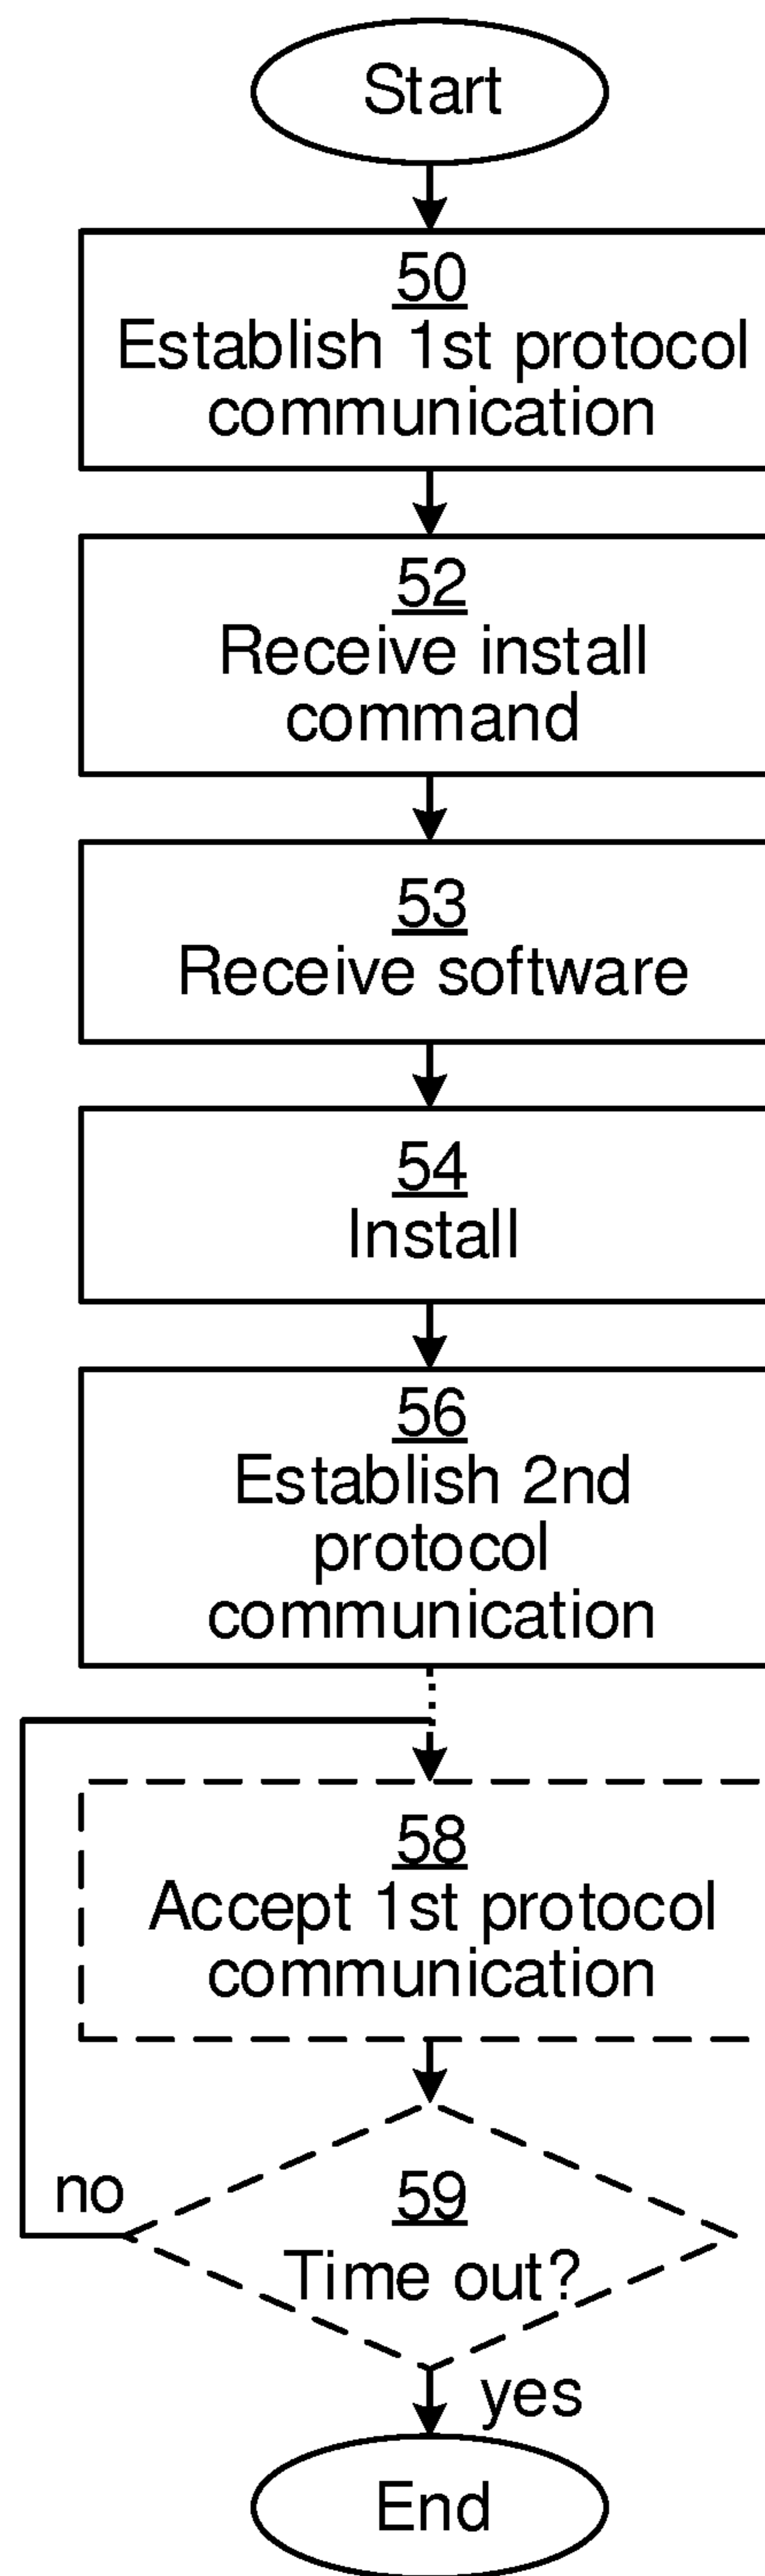 Start
50
Establish 1st protocol
communication
52
Receive install
command
53
Receive software
54
Install
56
Establish 2nd
protocol
communication
58
Accept 1st protocol
communication
no
59
Time out?
yes
End